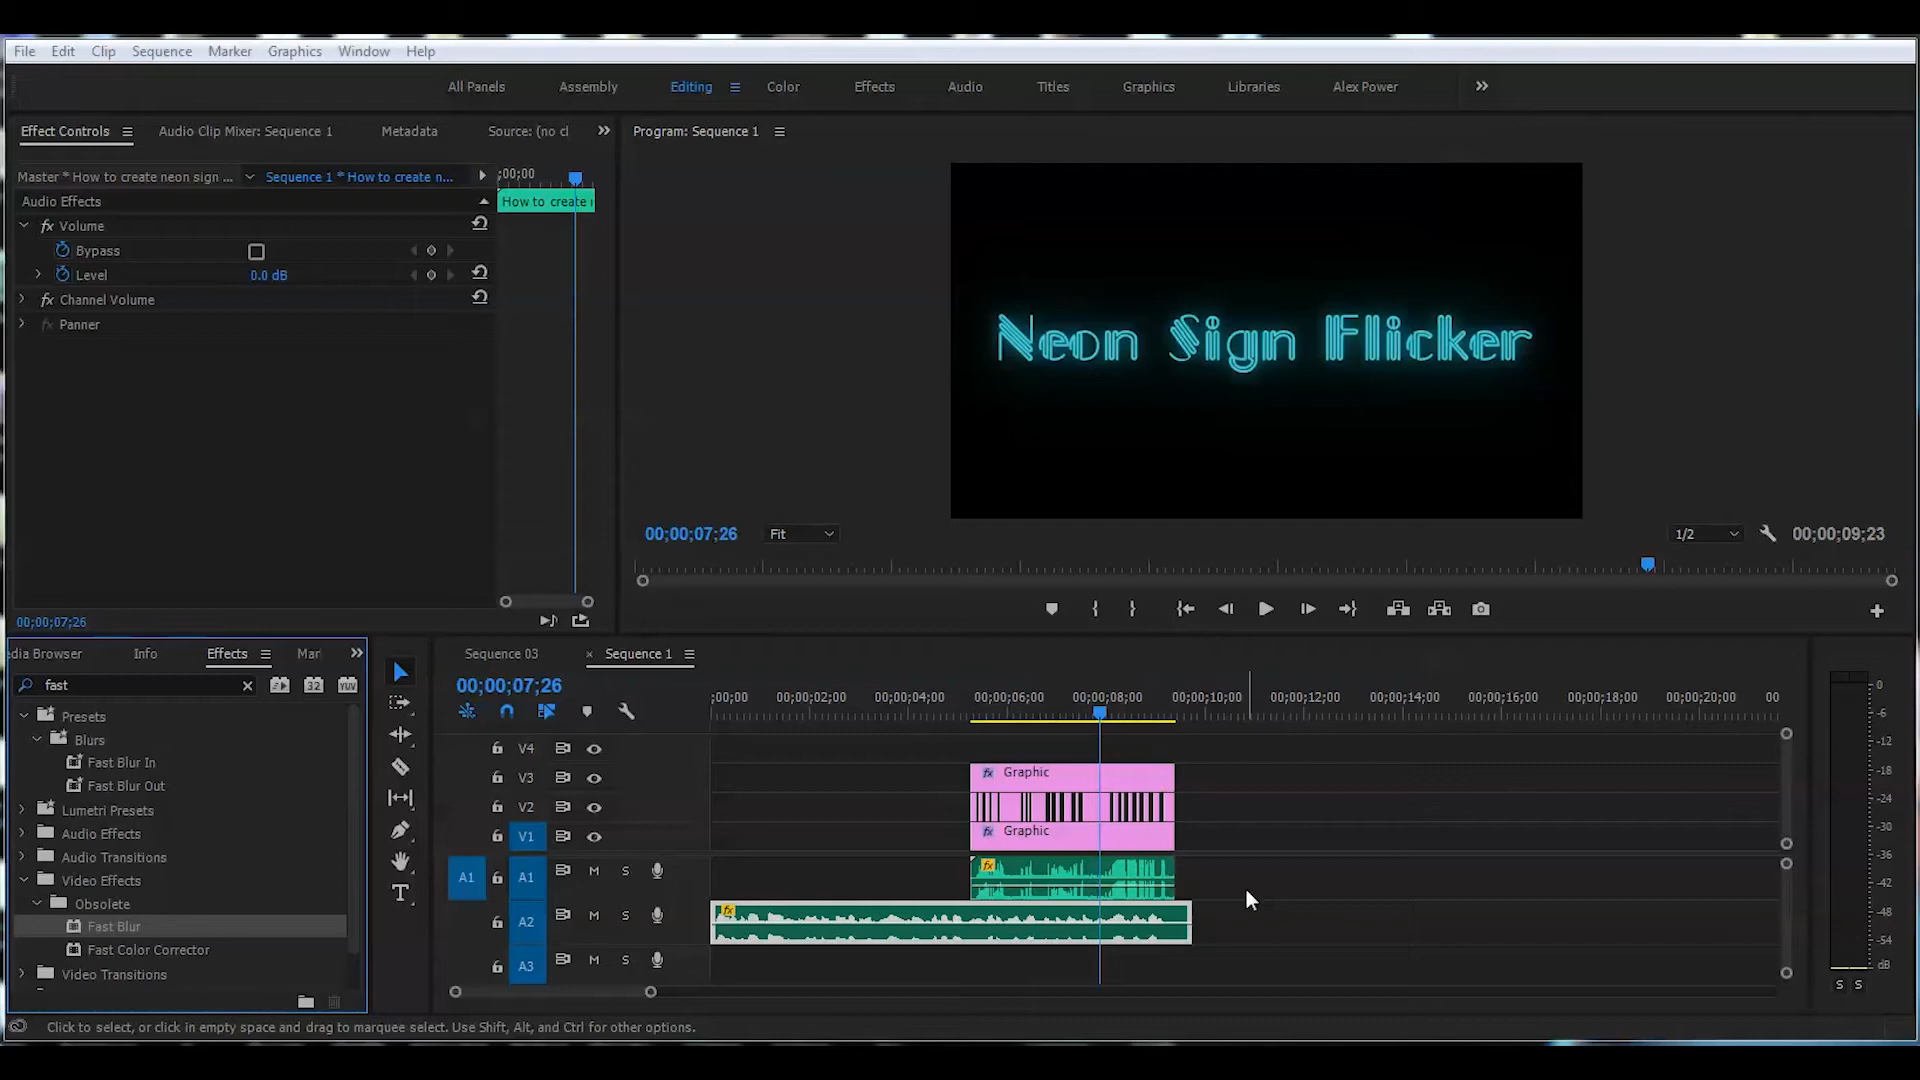 File Edit Clip Sequence Marker Graphics Window Help
All Panels Assembly Editing Color Effects Audio Titles Graphics Libraries Alex Power
Effect Controls Audio Clip Mixer: Sequence 1 Metadata Source: (no cl
Program: Sequence 1
Master * How to create neon sign ... Sequence 1 * How to create n...
;00;00
Audio Effects
How to create
fx Volume
Bypass
Level 0.0 dB
fx Channel Volume
fx Panner
Neon Sign Flicker
00;00;07;26 Fit 1/2 00;00;09;23
00;00;07;26
dia Browser Info Effects Mar
fast
32 YUV
Presets
Blurs
Fast Blur In
Fast Blur Out
Lumetri Presets
Audio Effects
Audio Transitions
Video Effects
Obsolete
Fast Blur
Fast Color Corrector
Video Transitions
Sequence 03 × Sequence 1
00;00;07;26
;00;00 00;00;02;00 00;00;04;00 00;00;06;00 00;00;08;00 00;00;10;00 00;00;12;00 00;00;14;00 00;00;16;00 00;00;18;00 00;00;20;00 00
V4
V3 fx Graphic
V2
V1 fx Graphic
A1 A1 M S fx
A2 M S fx
A3 M S
0
-6
-12
-18
-24
-30
-36
-42
-48
-54
dB
S S
Click to select, or click in empty space and drag to marquee select. Use Shift, Alt, and Ctrl for other options.